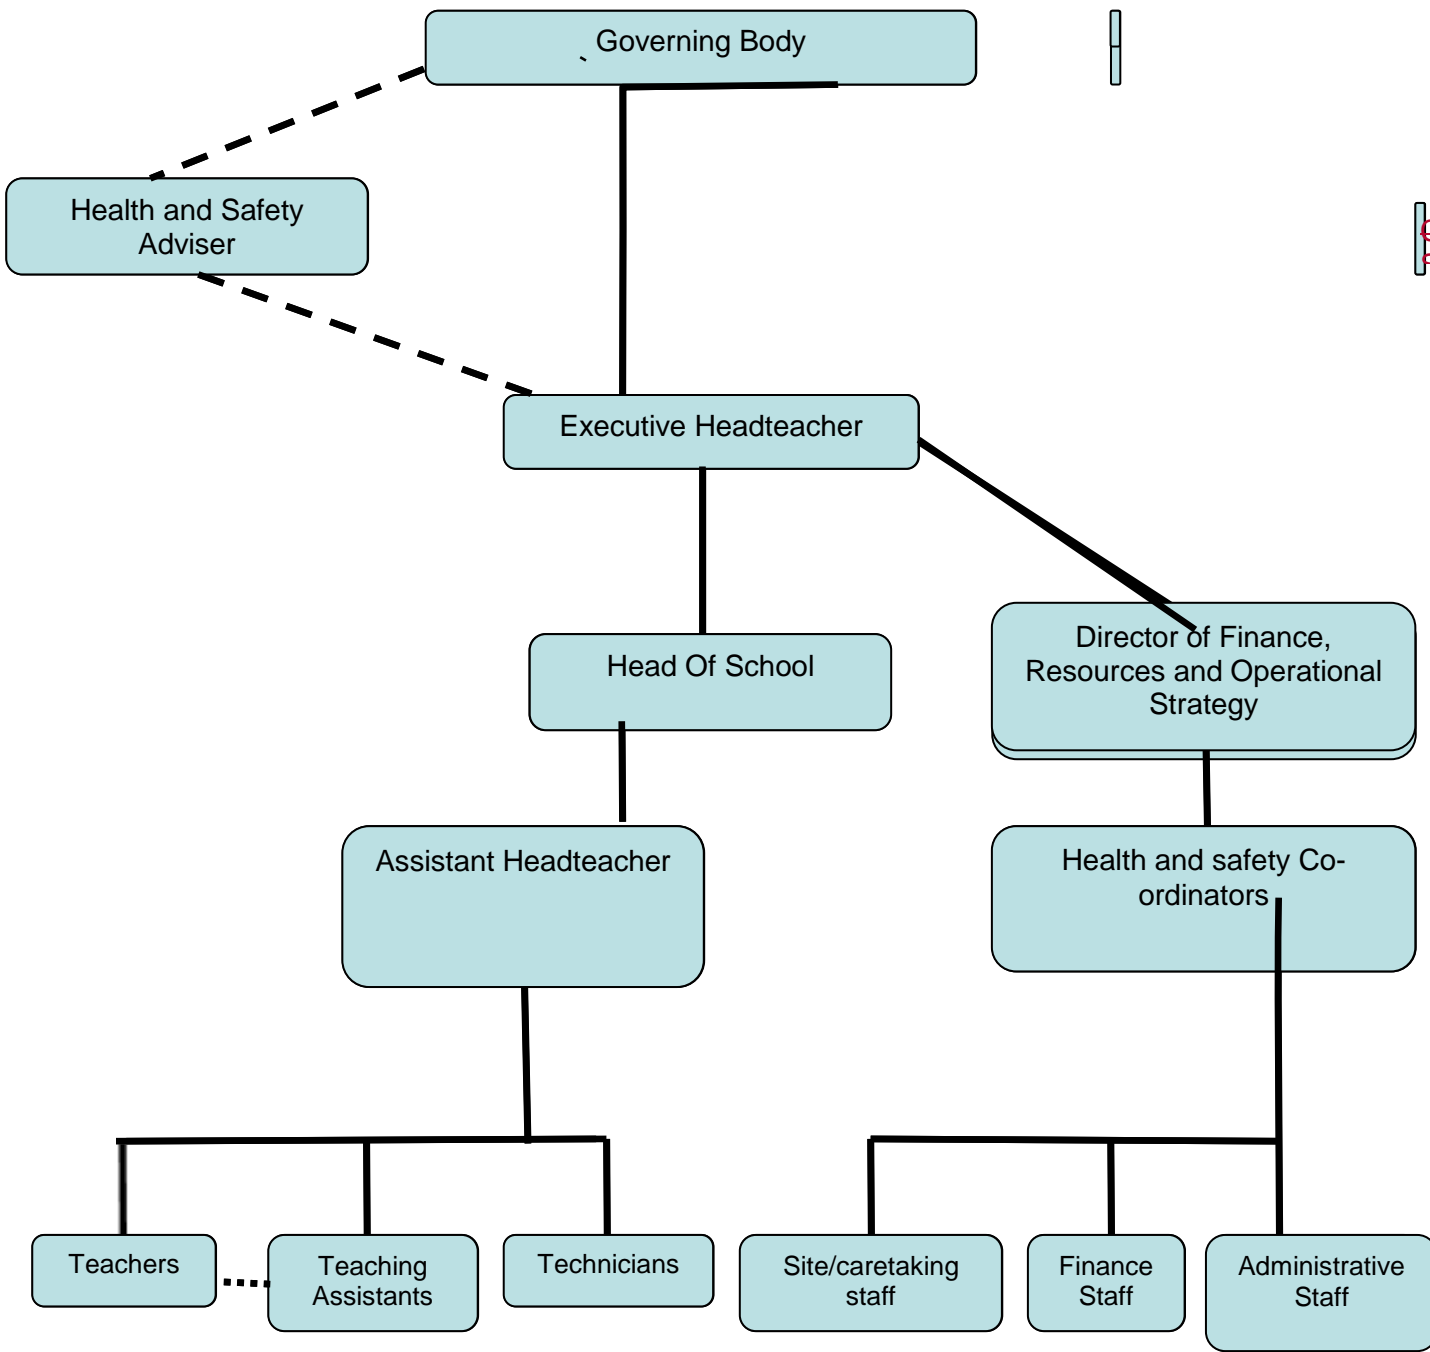 Governing Body
Health and Safety
Adviser
Executive Headteacher
Head Of School
Director of Finance,
Resources and Operational
Strategy
Assistant Headteacher
Health and safety Co-
ordinators
Teachers
Teaching
Assistants
Technicians
Site/caretaking
staff
Finance
Staff
Administrative
Staff